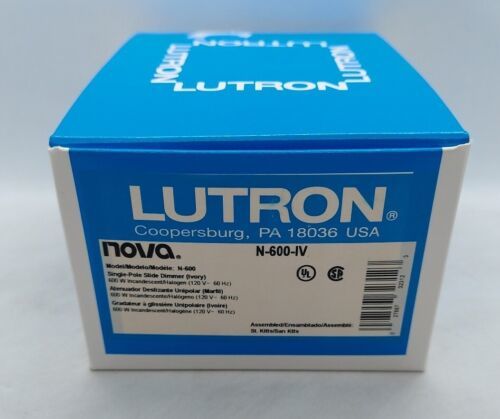 LUTRON
LUTRON
LUTRON
LUTRON
LUTRON®
Coopersburg, PA 18036 USA
nova®
N-600-IV
Model/Modelo/Modèle: N-600
Single-Pole Slide Dimmer (Ivory)
600 W Incandescent/Halogen (120 V~ 60 Hz)
Atenuador Deslizante Unipolar (Marfil)
600 W Incandescente/Halógeno (120 V~ 60 Hz)
Gradateur à glissière Unipolaire (Ivoire)
600 W Incandescent/Halogène (120 V~ 60 Hz)
UL
Assembled/Ensamblado/Assemblé:
St. Kitts/San Kitts